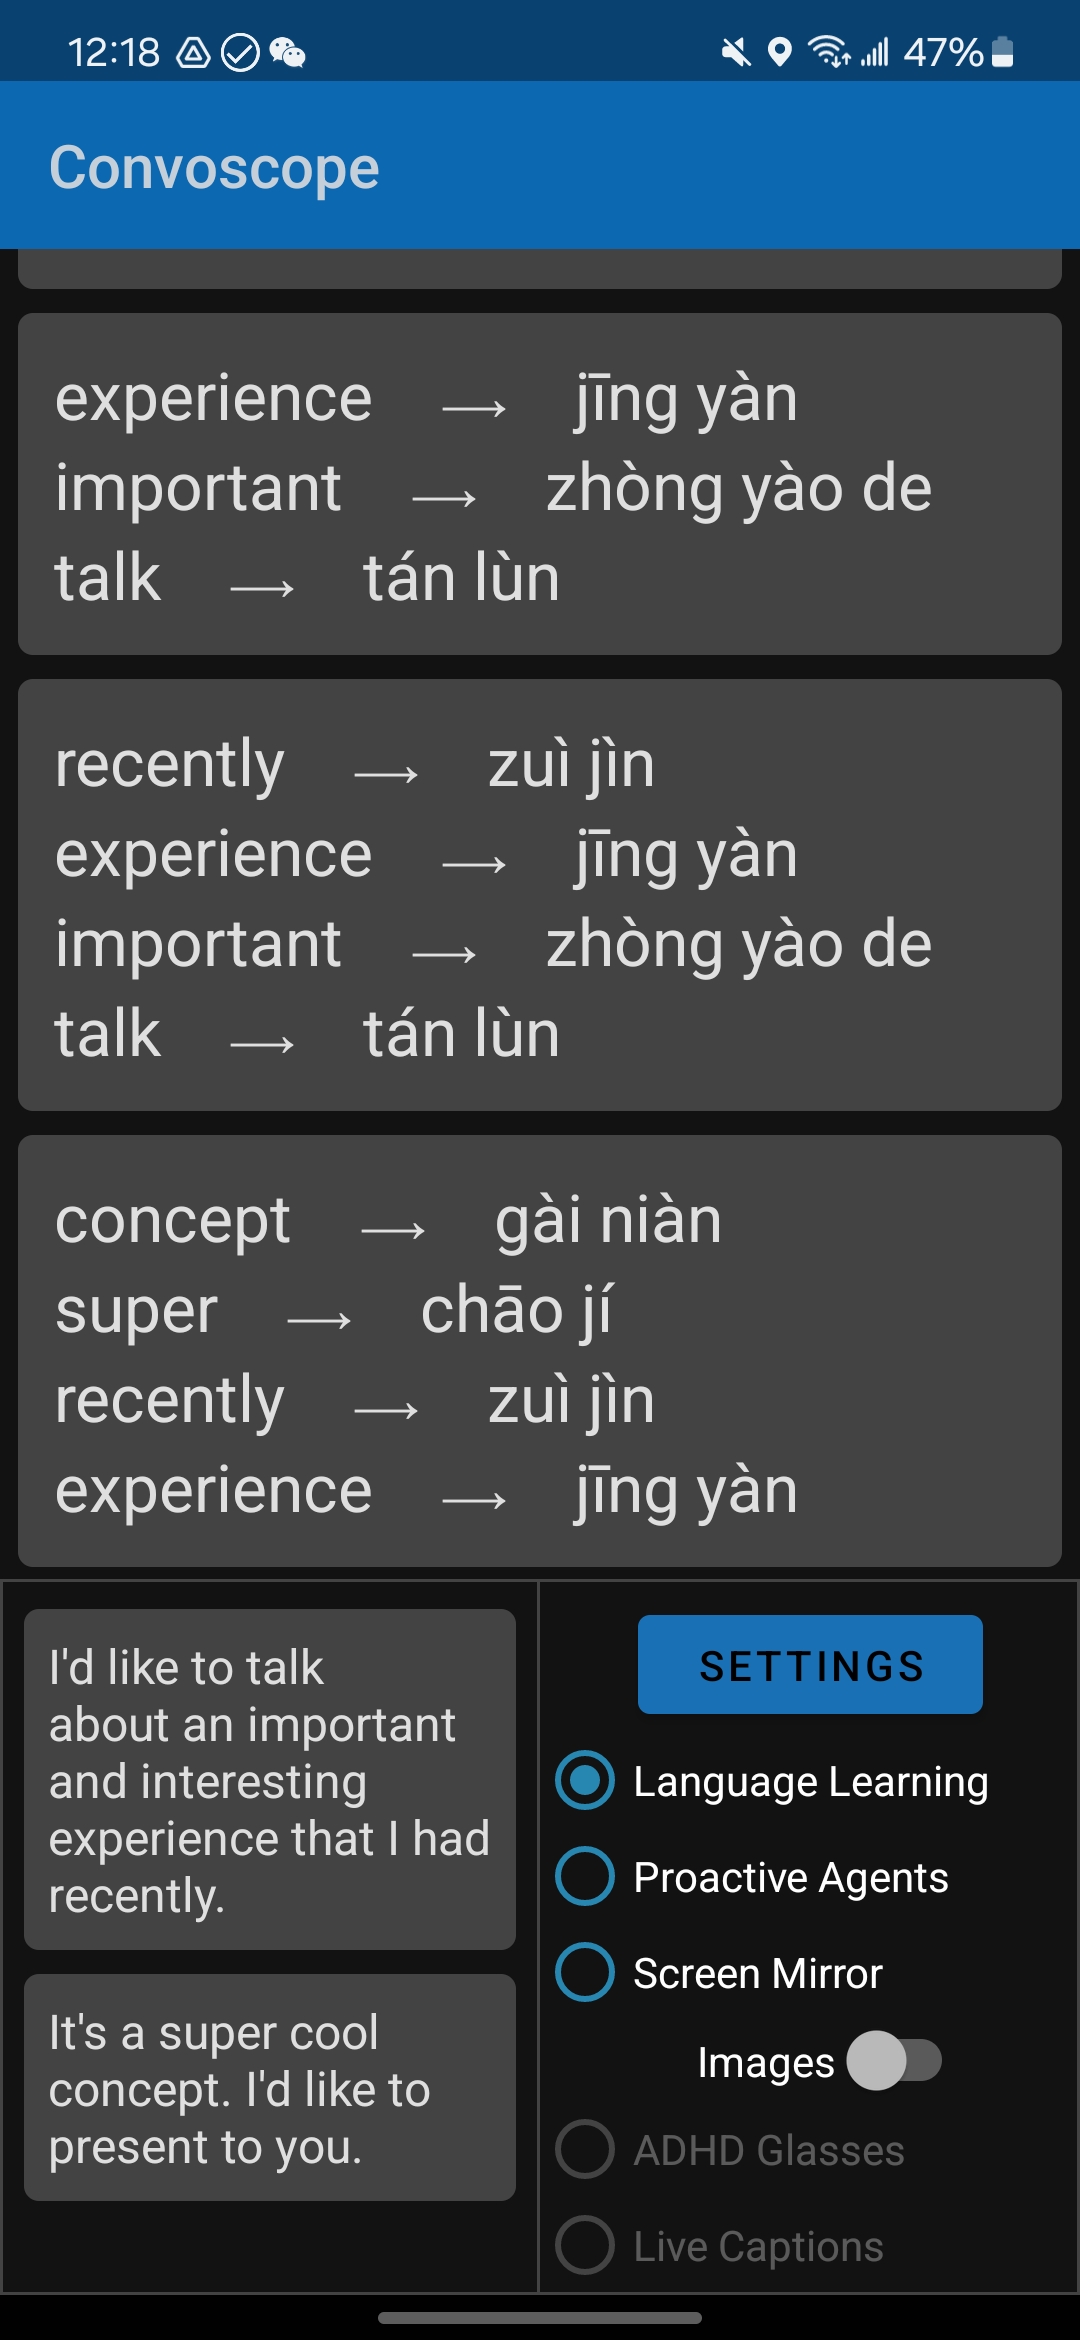 12:18 47%
Convoscope
experience → jīng yàn
important → zhòng yào de
talk → tán lùn
recently → zuì jìn
experience → jīng yàn
important → zhòng yào de
talk → tán lùn
concept → gài niàn
super → chāo jí
recently → zuì jìn
experience → jīng yàn
I'd like to talk
about an important
and interesting
experience that I had
recently.
It's a super cool
concept. I'd like to
present to you.
SETTINGS
Language Learning
Proactive Agents
Screen Mirror
Images
ADHD Glasses
Live Captions